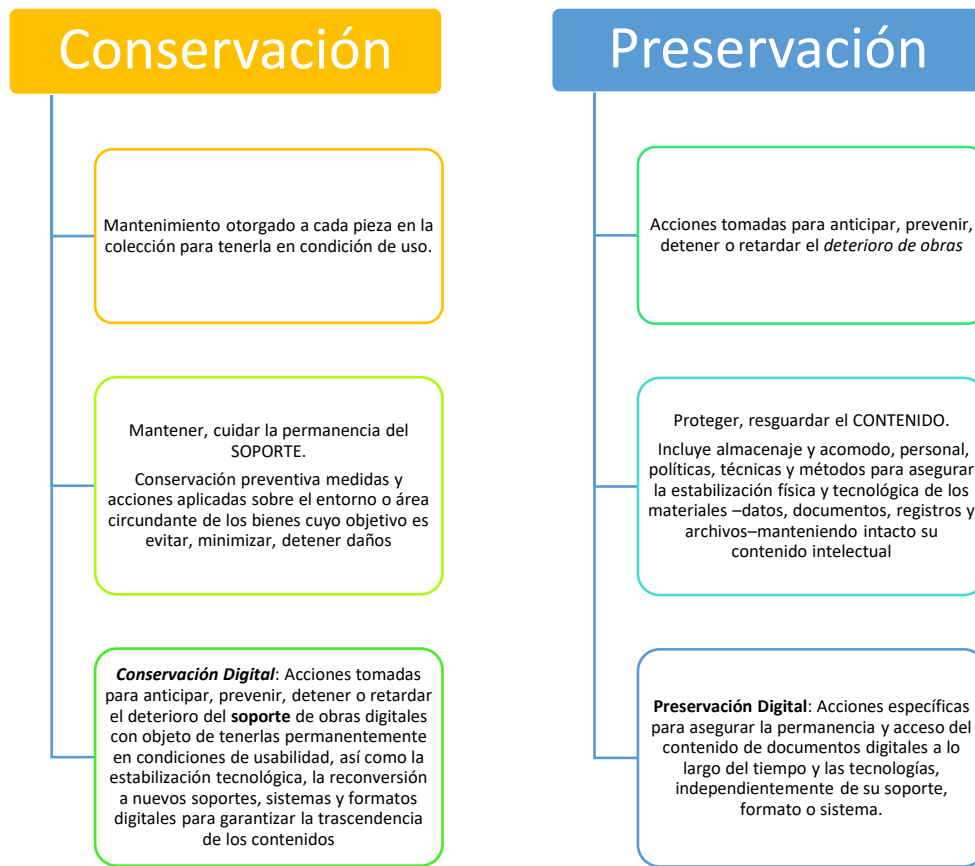 Conservación
Mantenimiento otorgado a cada pieza en la
colección para tenerla en condición de uso.
Mantener, cuidar la permanencia del
SOPORTE.
Conservación preventiva medidas y
acciones aplicadas sobre el entorno o área
circundante de los bienes cuyo objetivo es
evitar, minimizar, detener daños
Conservación Digital: Acciones tomadas
para anticipar, prevenir, detener o retardar
el deterioro del soporte de obras digitales
con objeto de tenerlas permanentemente
en condiciones de usabilidad, así como la
estabilización tecnológica, la reconversión
a nuevos soportes, sistemas y formatos
digitales para garantizar la trascendencia
de los contenidos
Preservación
Acciones tomadas para anticipar, prevenir,
detener o retardar el deterioro de obras
Proteger, resguardar el CONTENIDO.
Incluye almacenaje y acomodo, personal,
políticas, técnicas y métodos para asegurar
la estabilización física y tecnológica de los
materiales –datos, documentos, registros y
archivos–manteniendo intacto su
contenido intelectual
Preservación Digital: Acciones específicas
para asegurar la permanencia y acceso del
contenido de documentos digitales a lo
largo del tiempo y las tecnologías,
independientemente de su soporte,
formato o sistema.